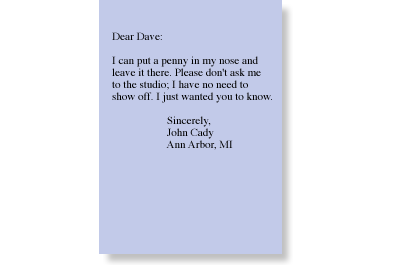 Dear Dave:
I can put a penny in my nose and
leave it there. Please don't ask me
to the studio; I have no need to
show off. I just wanted you to know.
Sincerely,
John Cady
Ann Arbor, MI